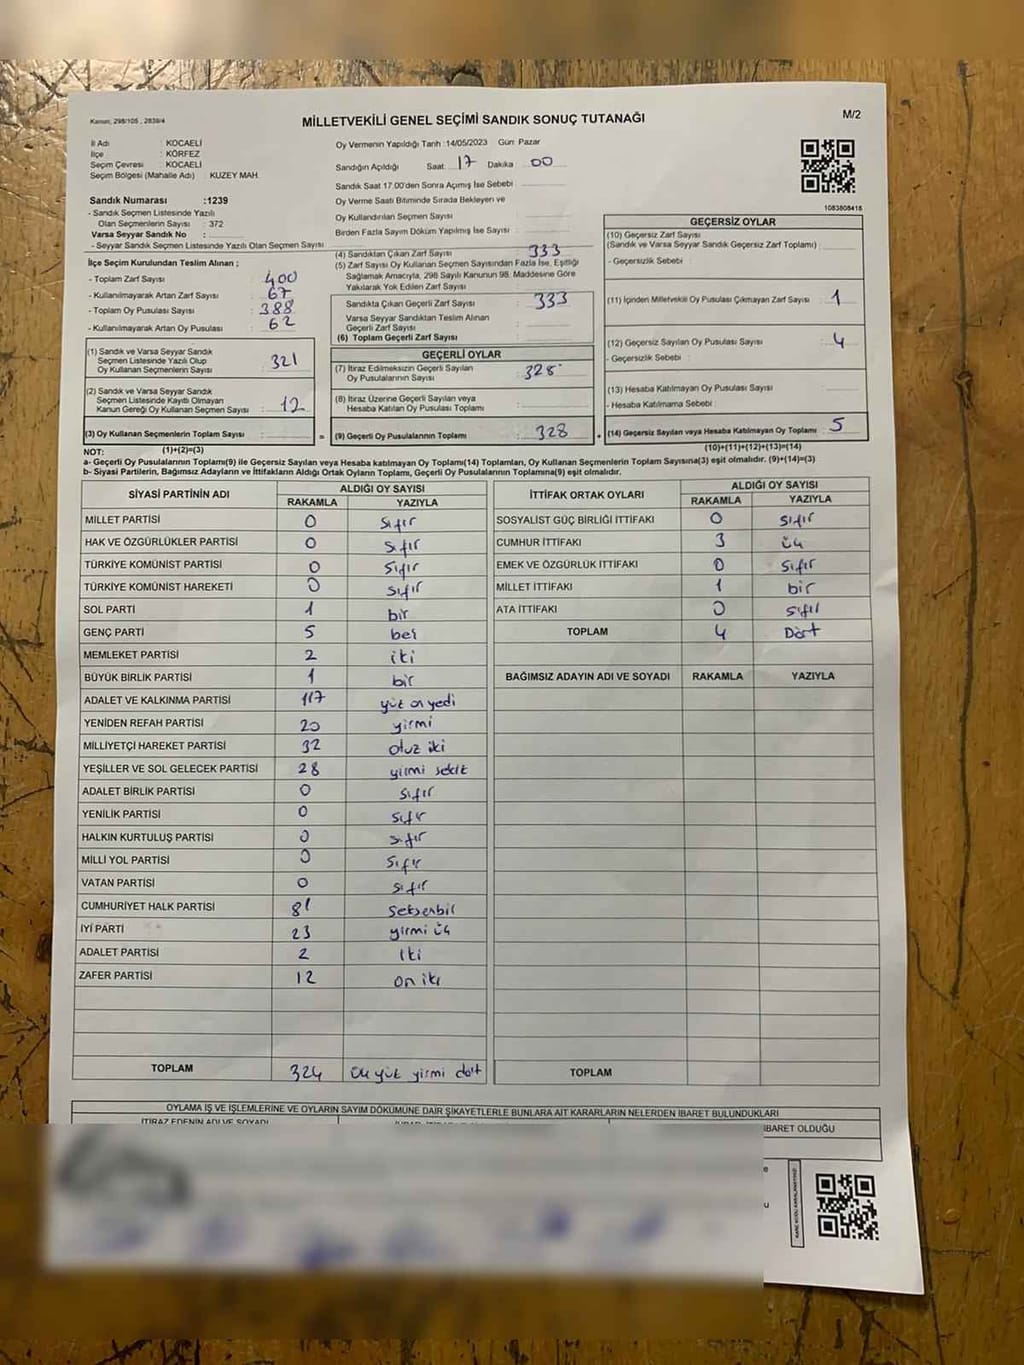 Kanun; 298/105 , 2839/4
MİLLETVEKİLİ GENEL SEÇİMİ SANDIK SONUÇ TUTANAĞI
M/2
İl Adı : KOCAELİ
İlçe : KÖRFEZ
Seçim Çevresi : KOCAELİ
Seçim Bölgesi (Mahalle Adı) : KUZEY MAH.
Oy Vermenin Yapıldığı Tarih :14/05/2023 Gün: Pazar
Sandığın Açıldığı Saat: 17 Dakika : 00
Sandık Saat 17.00'den Sonra Açımış İse Sebebi :
Oy Verme Saati Bitiminde Sırada Bekleyen ve
Oy Kullandırılan Seçmen Sayısı :
Birden Fazla Sayım Döküm Yapılmış İse Sayısı :
1083808418
Sandık Numarası :1239
- Sandık Seçmen Listesinde Yazılı
Olan Seçmenlerin Sayısı : 372
Varsa Seyyar Sandık No :
- Seyyar Sandık Seçmen Listesinde Yazılı Olan Seçmen Sayısı :
İlçe Seçim Kurulundan Teslim Alınan ;
- Toplam Zarf Sayısı : 400
- Kullanılmayarak Artan Zarf Sayısı : 67
- Toplam Oy Pusulası Sayısı : 388
- Kullanılmayarak Artan Oy Pusulası : 62
(1) Sandık ve Varsa Seyyar Sandık
Seçmen Listesinde Yazılı Olup
Oy Kullanan Seçmenlerin Sayısı : 321
(2) Sandık ve Varsa Seyyar Sandık
Seçmen Listesinde Kayıtlı Olmayan
Kanun Gereği Oy Kullanan Seçmen Sayısı : 12
(3) Oy Kullanan Seçmenlerin Toplam Sayısı :
(4) Sandıktan Çıkan Zarf Sayısı : 333
(5) Zarf Sayısı Oy Kullanan Seçmen Sayısından Fazla İse, Eşitliği
Sağlamak Amacıyla, 298 Sayılı Kanunun 98. Maddesine Göre
Yakılarak Yok Edilen Zarf Sayısı :
Sandıkta Çıkan Geçerli Zarf Sayısı : 333
Varsa Seyyar Sandıktan Teslim Alınan
Geçerli Zarf Sayısı :
(6) Toplam Geçerli Zarf Sayısı :
GEÇERLİ OYLAR
(7) İtiraz Edilmeksizin Geçerli Sayılan
Oy Pusulalarının Sayısı : 328
(8) İtiraz Üzerine Geçerli Sayılan veya
Hesaba Katılan Oy Pusulası Toplamı :
= (9) Geçerli Oy Pusulalarının Toplamı : 328 +
GEÇERSİZ OYLAR
(10) Geçersiz Zarf Sayısı
(Sandık ve Varsa Seyyar Sandık Geçersiz Zarf Toplamı) :
- Geçersizlik Sebebi :
(11) İçinden Milletvekili Oy Pusulası Çıkmayan Zarf Sayısı : 1
(12) Geçersiz Sayılan Oy Pusulası Sayısı : 4
- Geçersizlik Sebebi :
(13) Hesaba Katılmayan Oy Pusulası Sayısı :
- Hesaba Katılmama Sebebi :
(14) Geçersiz Sayılan veya Hesaba Katılmayan Oy Toplamı : 5
NOT: (1)+(2)=(3) (10)+(11)+(12)+(13)=(14)
a- Geçerli Oy Pusulalarının Toplamı(9) ile Geçersiz Sayılan veya Hesaba katılmayan Oy Toplamı(14) Toplamları, Oy Kullanan Seçmenlerin Toplam Sayısına(3) eşit olmalıdır. (9)+(14)=(3)
b- Siyasi Partilerin, Bağımsız Adayların ve İttifakların Aldığı Ortak Oyların Toplamı, Geçerli Oy Pusulalarının Toplamına(9) eşit olmalıdır.
SİYASİ PARTİNİN ADI ALDIĞI OY SAYISI
RAKAMLA YAZIYLA
MİLLET PARTİSİ 0 sıfır
HAK VE ÖZGÜRLÜKLER PARTİSİ 0 sıfır
TÜRKİYE KOMÜNİST PARTİSİ 0 sıfır
TÜRKİYE KOMÜNİST HAREKETİ 0 sıfır
SOL PARTİ 1 bir
GENÇ PARTİ 5 beş
MEMLEKET PARTİSİ 2 iki
BÜYÜK BİRLİK PARTİSİ 1 bir
ADALET VE KALKINMA PARTİSİ 117 yüz on yedi
YENİDEN REFAH PARTİSİ 20 yirmi
MİLLİYETÇİ HAREKET PARTİSİ 32 otuz iki
YEŞİLLER VE SOL GELECEK PARTİSİ 28 yirmi sekiz
ADALET BİRLİK PARTİSİ 0 sıfır
YENİLİK PARTİSİ 0 sıfır
HALKIN KURTULUŞ PARTİSİ 0 sıfır
MİLLİ YOL PARTİSİ 0 sıfır
VATAN PARTİSİ 0 sıfır
CUMHURİYET HALK PARTİSİ 81 seksenbir
İYİ PARTİ 23 yirmi üç
ADALET PARTİSİ 2 iki
ZAFER PARTİSİ 12 on iki
TOPLAM 324 üç yüz yirmi dört
İTTİFAK ORTAK OYLARI ALDIĞI OY SAYISI
RAKAMLA YAZIYLA
SOSYALİST GÜÇ BİRLİĞİ İTTİFAKI 0 sıfır
CUMHUR İTTİFAKI 3 üç
EMEK VE ÖZGÜRLÜK İTTİFAKI 0 sıfır
MİLLET İTTİFAKI 1 bir
ATA İTTİFAKI 0 sıfır
TOPLAM 4 Dört
BAĞIMSIZ ADAYIN ADI VE SOYADI RAKAMLA YAZIYLA
TOPLAM
OYLAMA İŞ VE İŞLEMLERİNE VE OYLARIN SAYIM DÖKÜMÜNE DAİR ŞİKAYETLERLE BUNLARA AİT KARARLARIN NELERDEN İBARET BULUNDUKLARI
İTİRAZ EDENİN ADI VE SOYADI
İBARET OLDUĞU